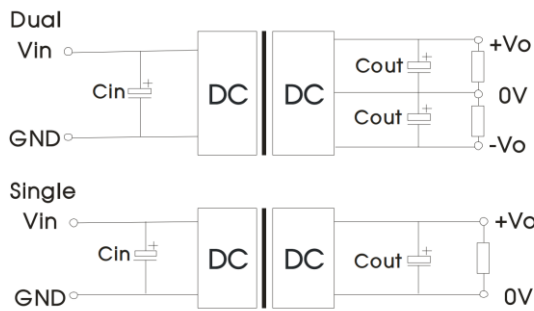 Dual
Vin
+Vo
Cin
+
DC
DC
Cout
+
0V
Cout
+
GND
-Vo
Single
Vin
+Vo
Cin
+
DC
DC
Cout
+
GND
0V